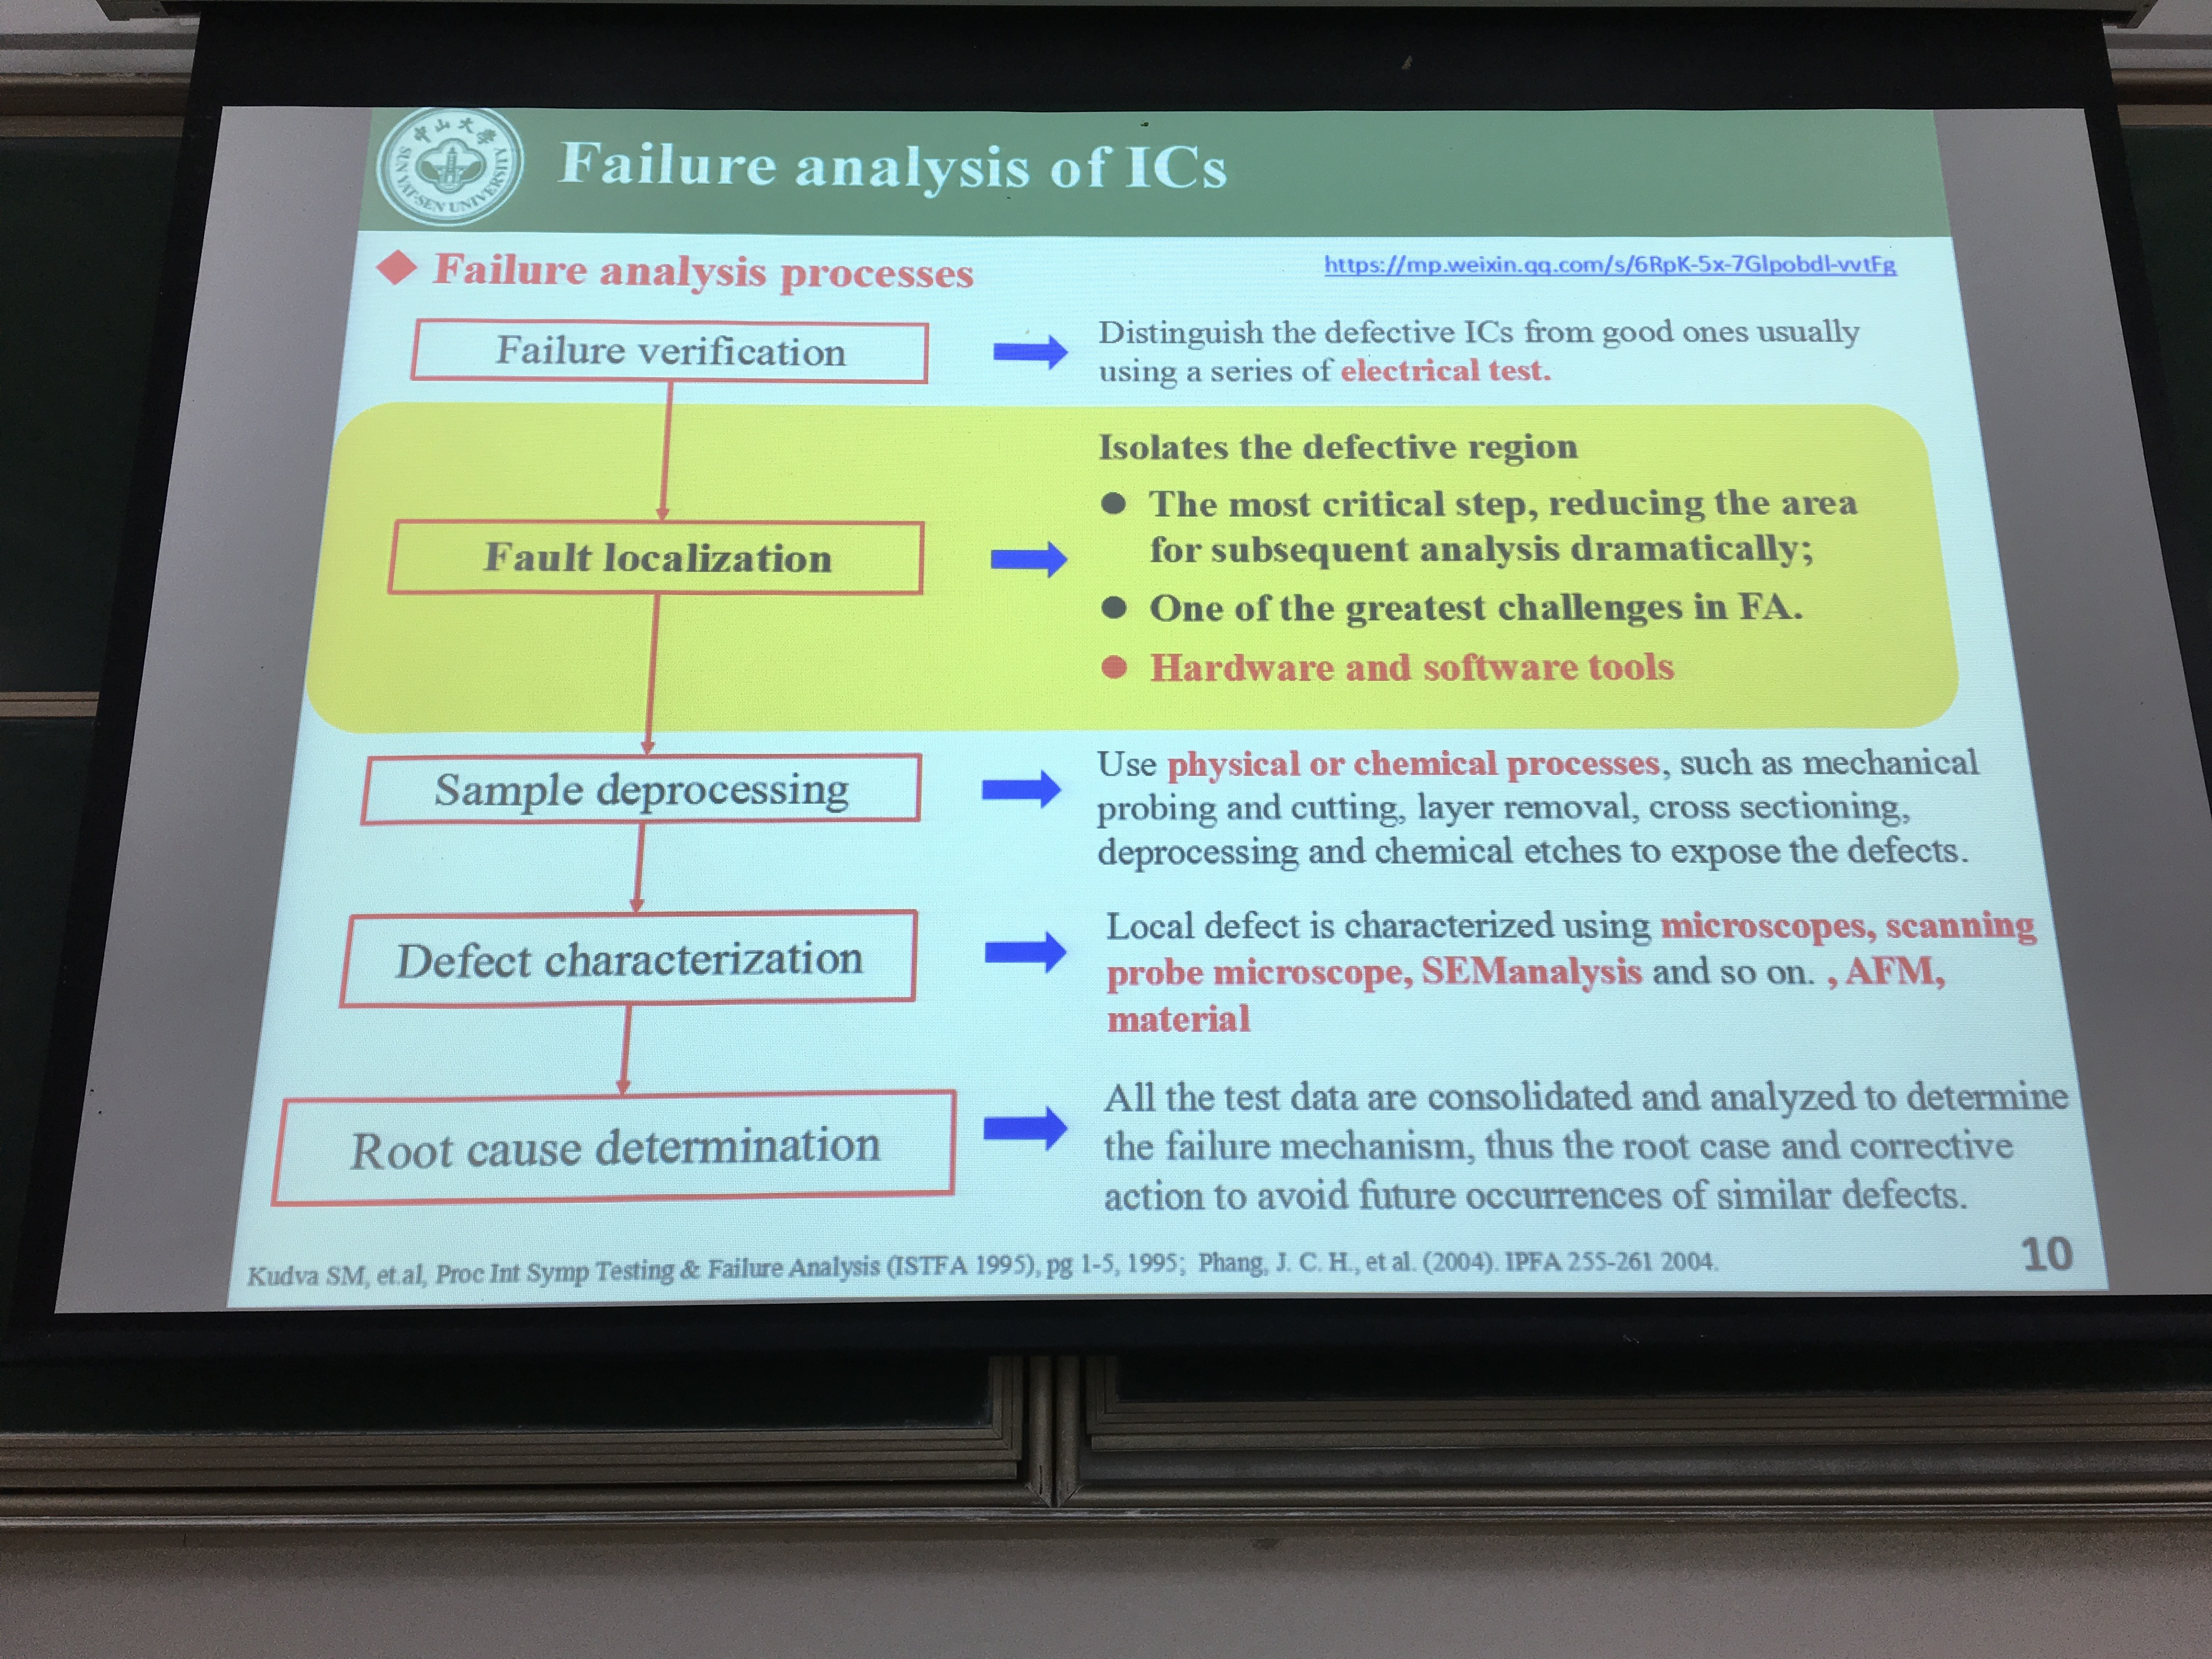 中山大學
SUN YAT-SEN UNIVERSITY
Failure analysis of ICs
Failure analysis processes
https://mp.weixin.qq.com/s/6RpK-5x-7Glpobdl-vvtFg
Failure verification
Distinguish the defective ICs from good ones usually
using a series of electrical test.
Isolates the defective region
● The most critical step, reducing the area
for subsequent analysis dramatically;
Fault localization
● One of the greatest challenges in FA.
● Hardware and software tools
Sample deprocessing
Use physical or chemical processes, such as mechanical
probing and cutting, layer removal, cross sectioning,
deprocessing and chemical etches to expose the defects.
Defect characterization
Local defect is characterized using microscopes, scanning
probe microscope, SEManalysis and so on. , AFM,
material
Root cause determination
All the test data are consolidated and analyzed to determine
the failure mechanism, thus the root case and corrective
action to avoid future occurrences of similar defects.
Kudva SM, et.al, Proc Int Symp Testing & Failure Analysis (ISTFA 1995), pg 1-5, 1995; Phang, J. C. H., et al. (2004). IPFA 255-261 2004.
10